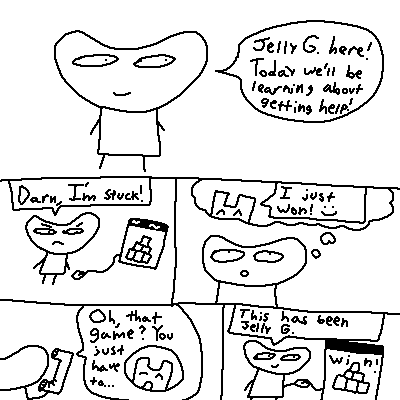 Jelly G. here!
Today we'll be
learning about
getting help!
Darn, I'm stuck!
I just
won!
Oh, that
game? You
just
have
to...
This has been
Jelly G.
Win!